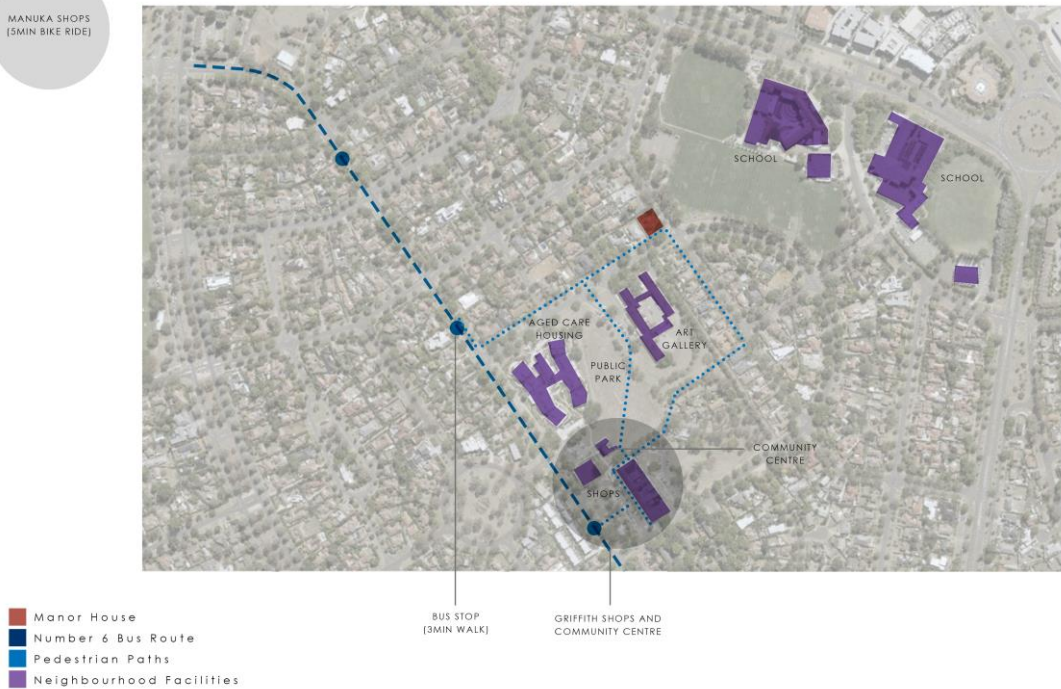 MANUKA SHOPS
(5MIN BIKE RIDE)
SCHOOL
SCHOOL
AGED CARE
HOUSING
ART
GALLERY
PUBLIC
PARK
COMMUNITY
CENTRE
SHOPS
BUS STOP
(3MIN WALK)
GRIFFITH SHOPS AND
COMMUNITY CENTRE
Manor House
Number 6 Bus Route
Pedestrian Paths
Neighbourhood Facilities